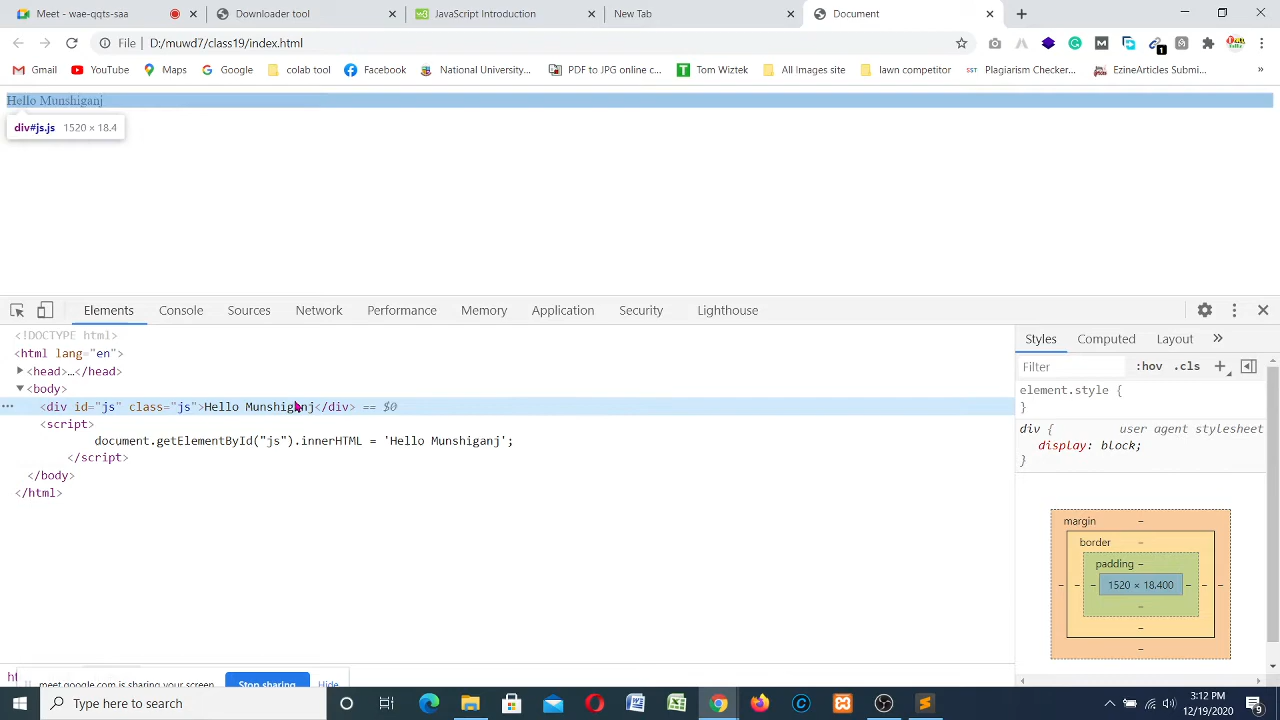 Meet - wae-qqts-saa
Downloader tool
JavaScript Introduction
New Tab
Document
File D:/muwd7/class19/index.html
1
Gmail YouTube Maps Google colab tool Facebook National University... PDF to JPG online c... Tom Wiztek All Images site lawn competitor SST Plagiarism Checker... EzineArticles Submi... »
Hello Munshiganj
div#js.js 1520 × 18.4
Elements Console Sources Network Performance Memory Application Security Lighthouse
<!DOCTYPE html>
<html lang="en">
<head>…</head>
<body>
<div id="js" class="js">Hello Munshiganj</div> == $0
<script>
document.getElementById("js").innerHTML = 'Hello Munshiganj';
</script>
</body>
</html>
Styles Computed Layout »
Filter :hov .cls +
element.style {
}
div { user agent stylesheet
display: block;
}
margin –
border –
padding –
– – – 1520 × 18.400 – – –
–
–
–
meet.google.com is sharing your screen. Stop sharing Hide
Type here to search
3:12 PM
12/19/2020